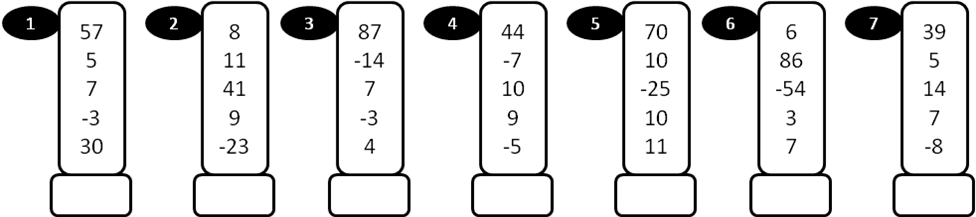 1 2 3 4 5 6 7
57 8 87 44 70 6 39
5 11 -14 -7 10 86 5
7 41 7 10 -25 -54 14
-3 9 -3 9 10 3 7
30 -23 4 -5 11 7 -8